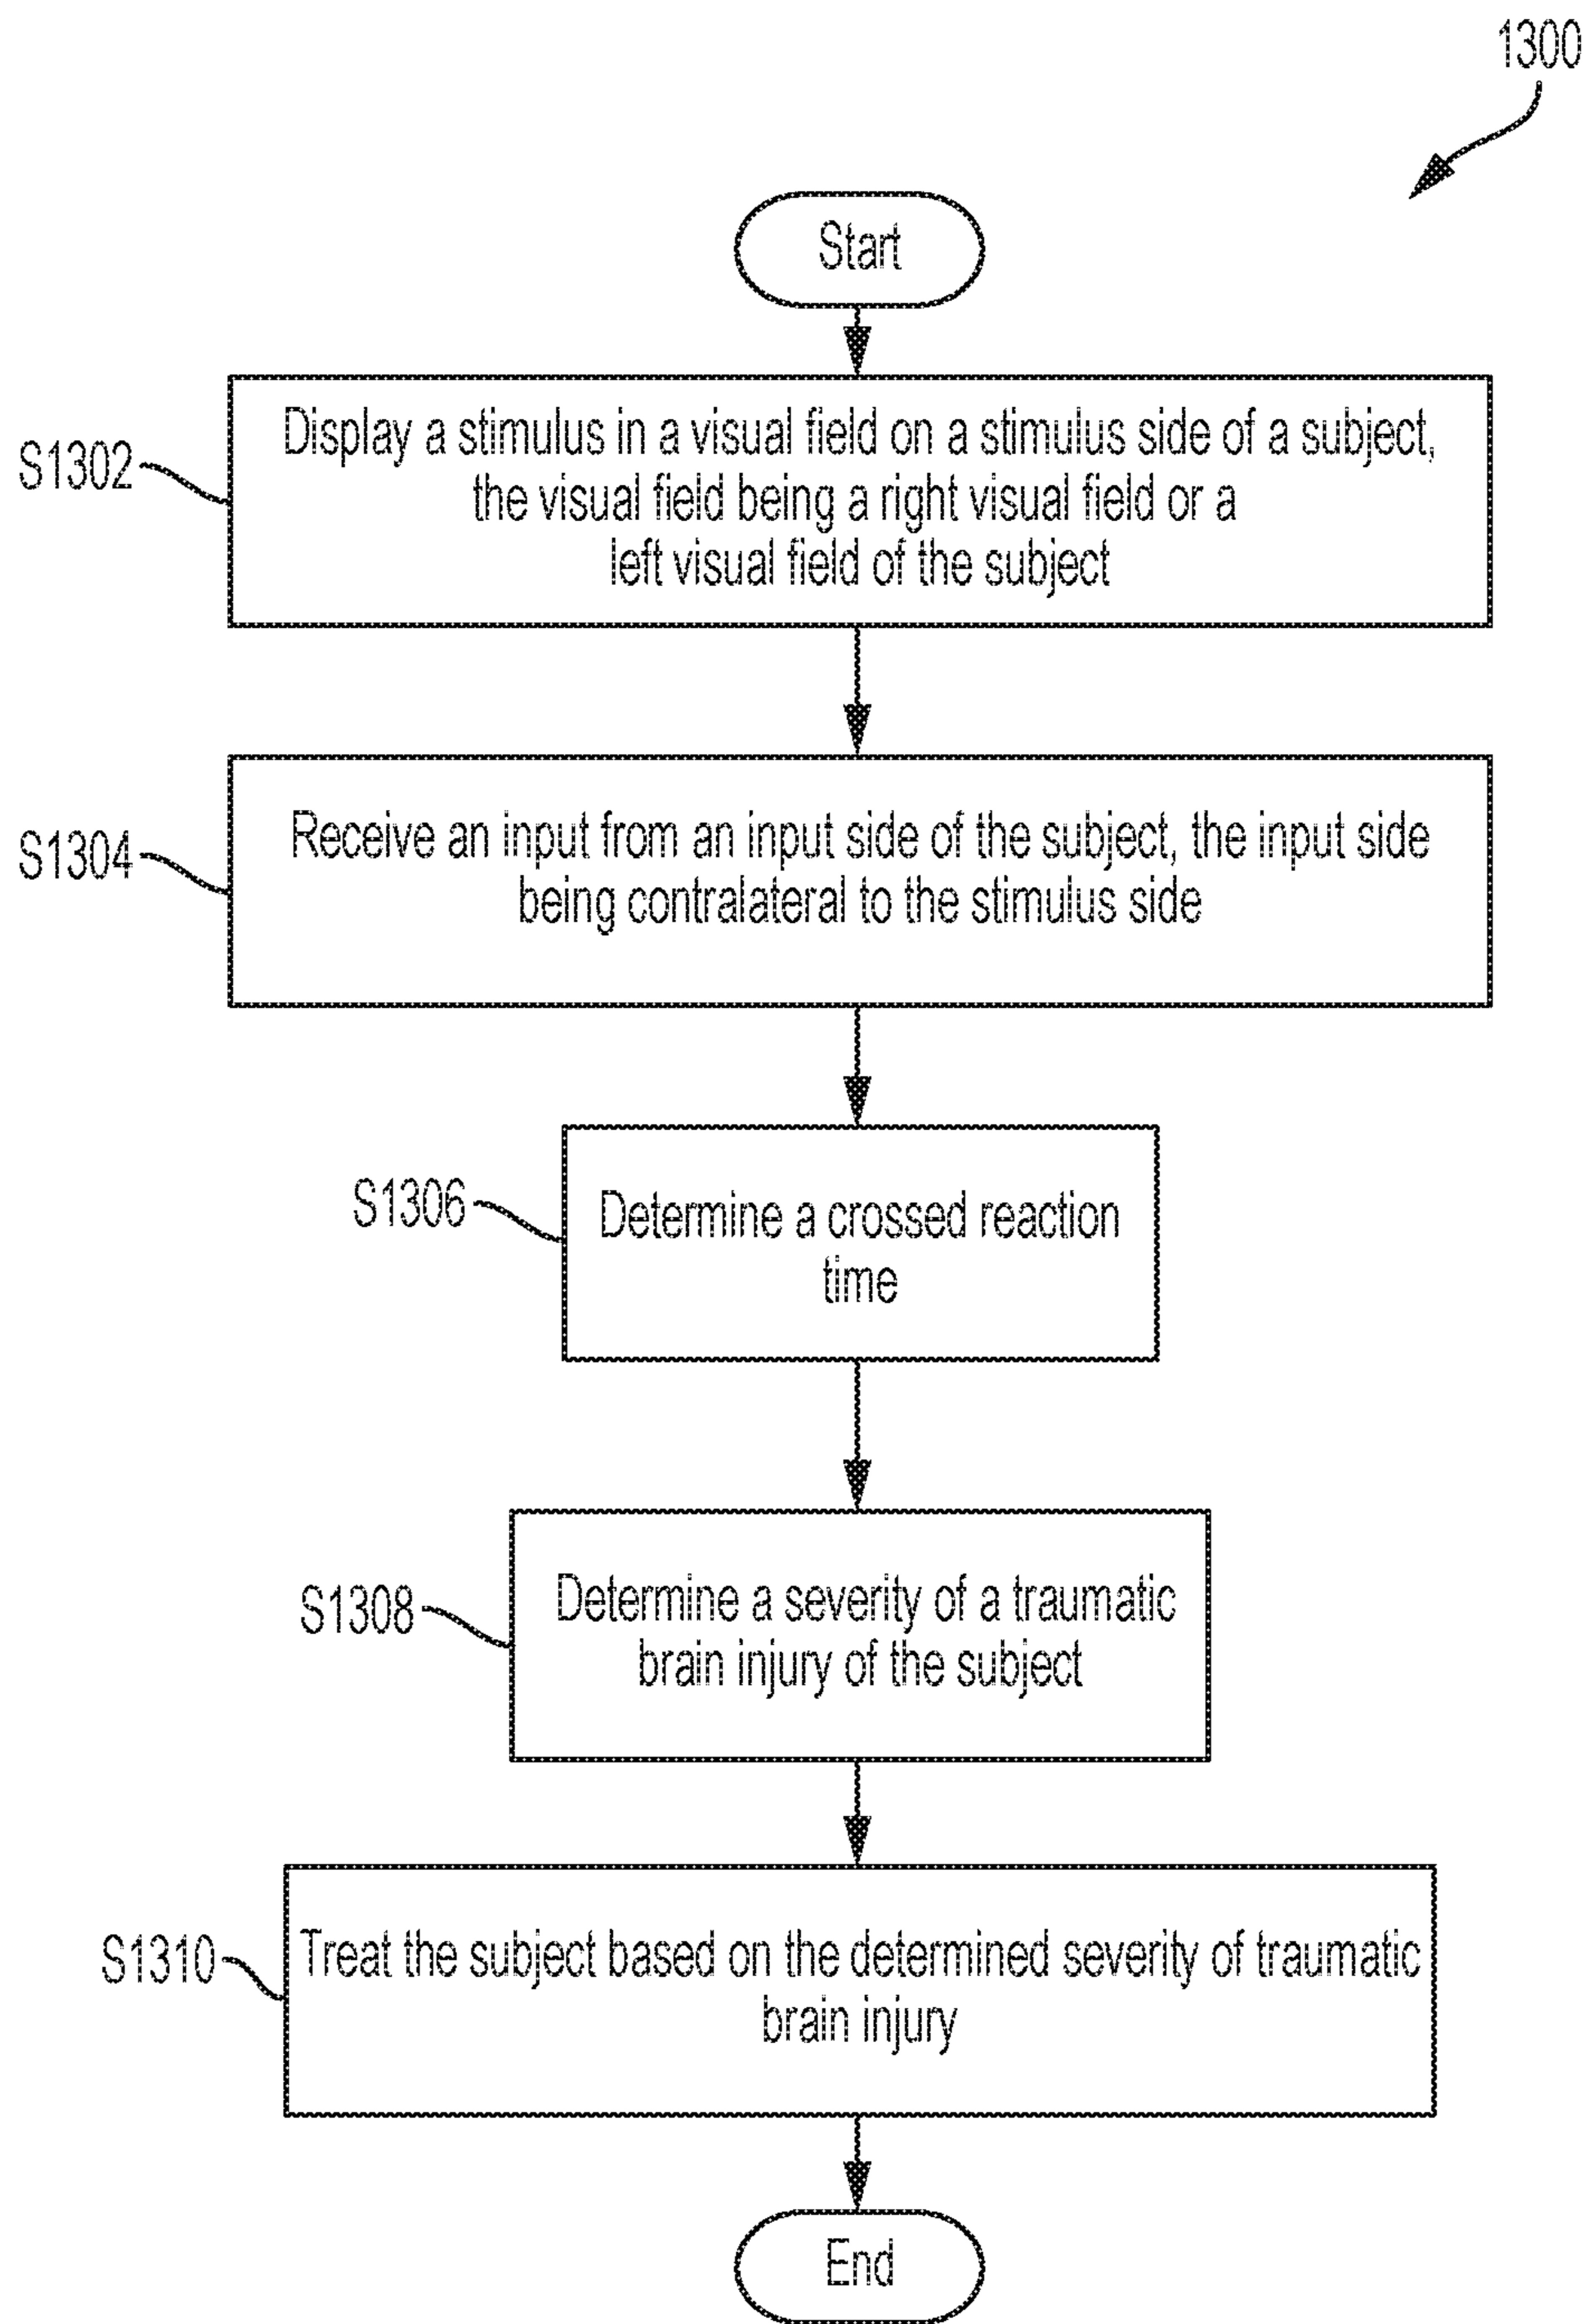 1300
Start
S1302
Display a stimulus in a visual field on a stimulus side of a subject,
the visual field being a right visual field or a
left visual field of the subject
S1304
Receive an input from an input side of the subject, the input side
being contralateral to the stimulus side
S1306
Determine a crossed reaction
time
S1308
Determine a severity of a traumatic
brain injury of the subject
S1310
Treat the subject based on the determined severity of traumatic
brain injury
End